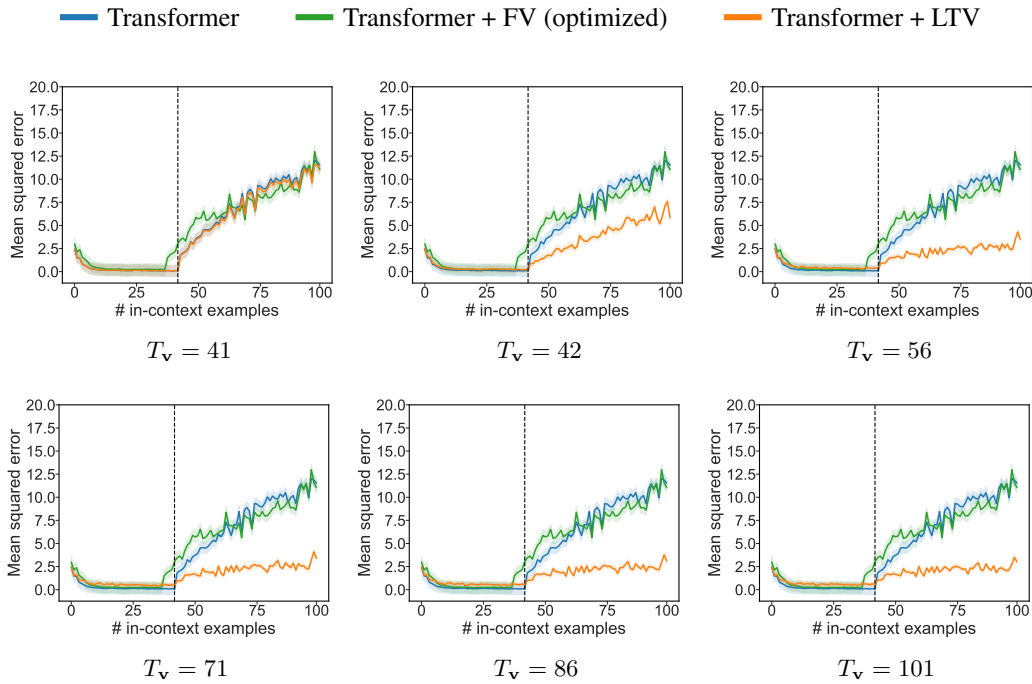 Transformer Transformer + FV (optimized) Transformer + LTV
20.0 20.0 20.0
17.5 17.5 17.5
15.0 15.0 15.0
12.5 12.5 12.5
10.0 10.0 10.0
7.5 7.5 7.5
5.0 5.0 5.0
2.5 2.5 2.5
0.0 0.0 0.0
Mean squared error Mean squared error Mean squared error
0 25 50 75 100 0 25 50 75 100 0 25 50 75 100
# in-context examples # in-context examples # in-context examples
T_v = 41 T_v = 42 T_v = 56
20.0 20.0 20.0
17.5 17.5 17.5
15.0 15.0 15.0
12.5 12.5 12.5
10.0 10.0 10.0
7.5 7.5 7.5
5.0 5.0 5.0
2.5 2.5 2.5
0.0 0.0 0.0
Mean squared error Mean squared error Mean squared error
0 25 50 75 100 0 25 50 75 100 0 25 50 75 100
# in-context examples # in-context examples # in-context examples
T_v = 71 T_v = 86 T_v = 101